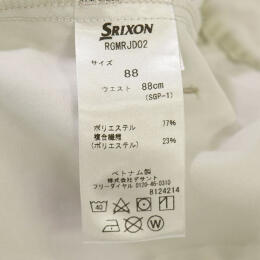 SRIXON
RGMRJD02
サイズ
88
ウエスト 88cm
(SGP-1)
ポリエステル 77%
複合繊維 23%
(ポリエステル)
ベトナム製
株式会社デサント
フリーダイヤル 0120-46-0310
8124214